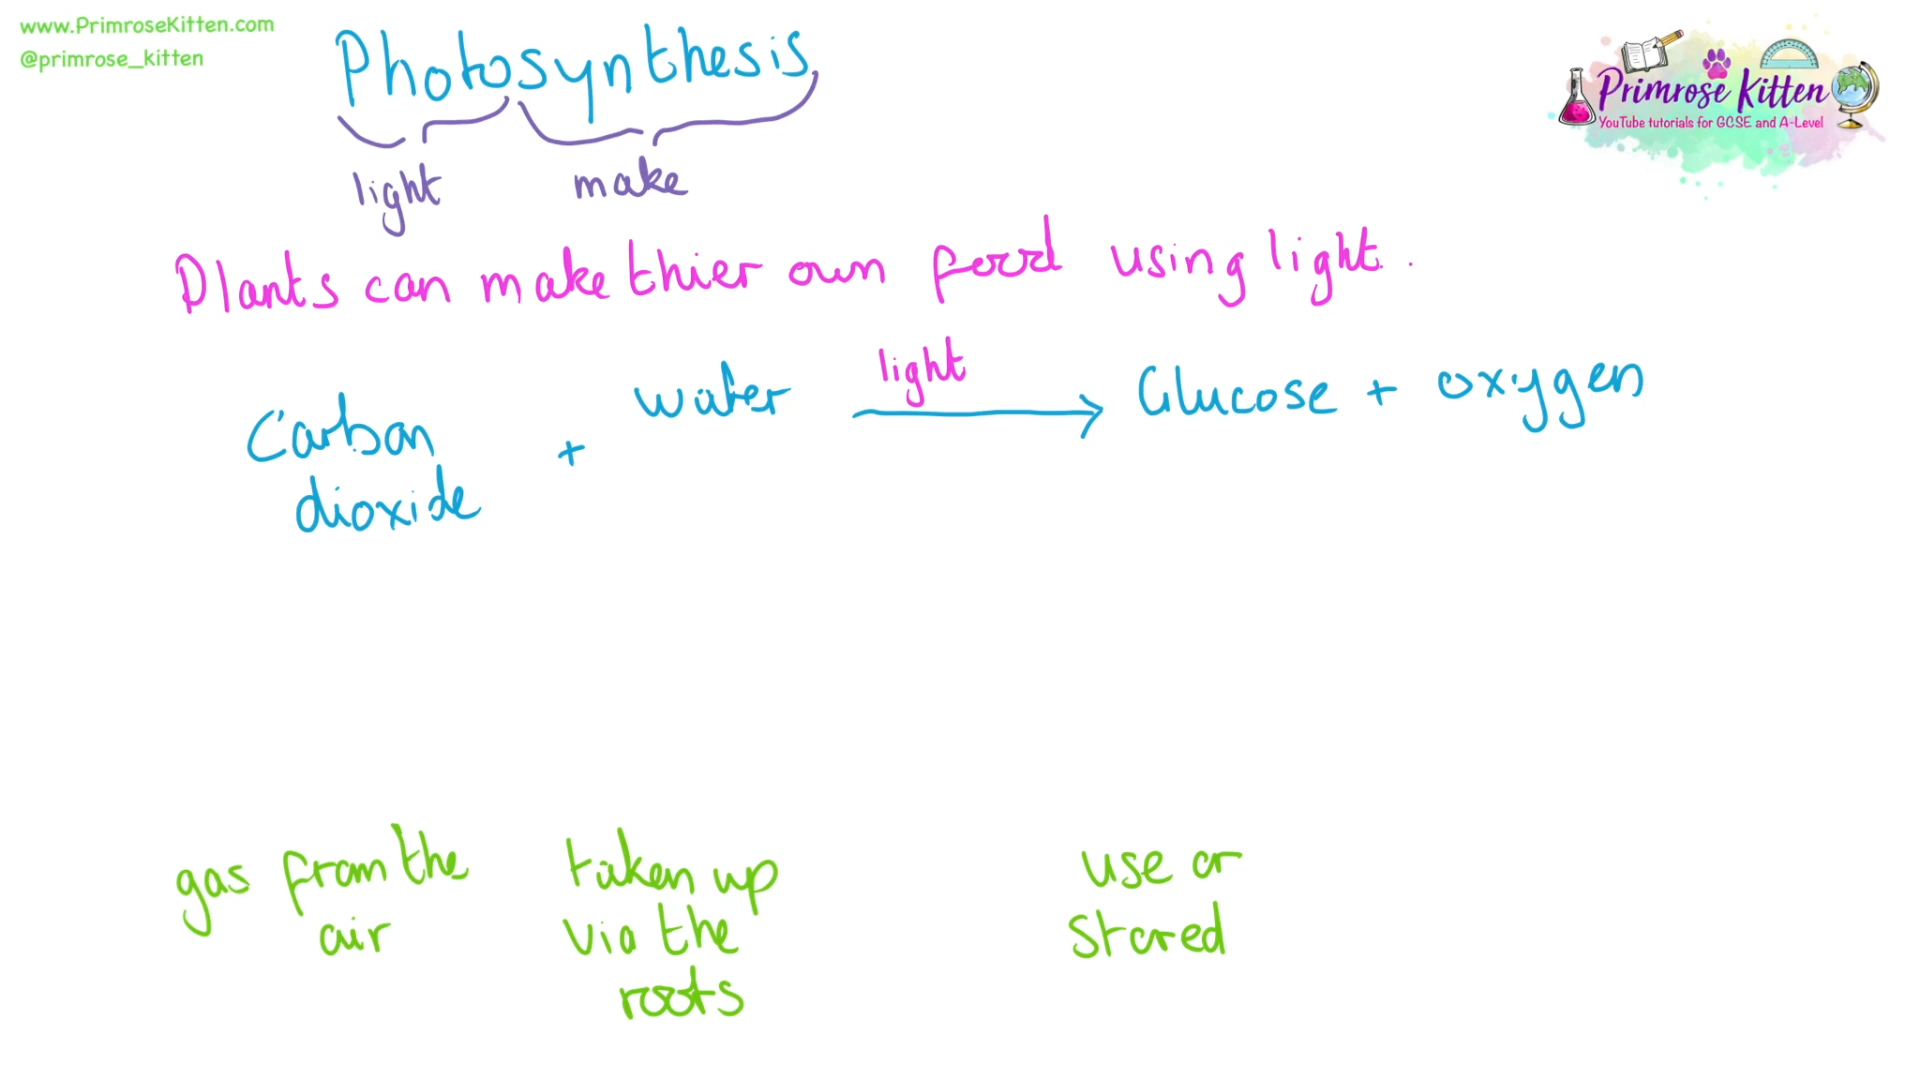 www.PrimroseKitten.com
@primrose_kitten
Photosynthesis
light make
Primrose Kitten
YouTube tutorials for GCSE and A-Level
Plants can make thier own food using light.
Carbon dioxide + water light Glucose + oxygen
gas from the air
taken up via the roots
use or stored